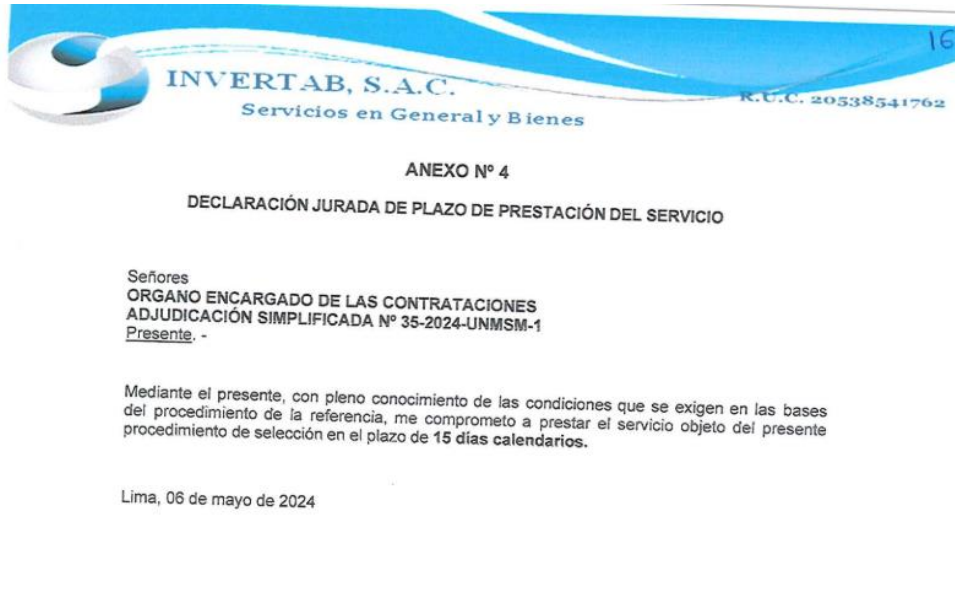 16
INVERTAB, S.A.C.
R.U.C. 20538541762
Servicios en General y Bienes
ANEXO Nº 4
DECLARACIÓN JURADA DE PLAZO DE PRESTACIÓN DEL SERVICIO
Señores
ORGANO ENCARGADO DE LAS CONTRATACIONES
ADJUDICACIÓN SIMPLIFICADA Nº 35-2024-UNMSM-1
Presente. -
Mediante el presente, con pleno conocimiento de las condiciones que se exigen en las bases
del procedimiento de la referencia, me comprometo a prestar el servicio objeto del presente
procedimiento de selección en el plazo de 15 días calendarios.
Lima, 06 de mayo de 2024